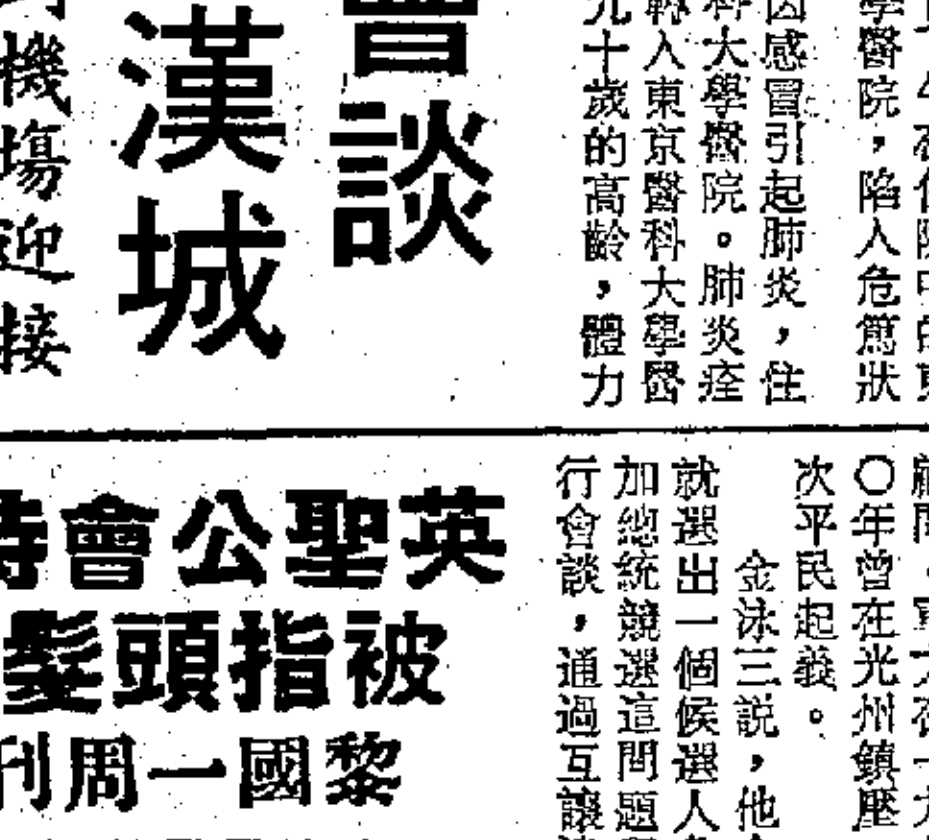 學醫院，陷入危篤狀
因感冒引起肺炎，住
科大學醫院。肺炎痊
轉入東京醫科大學醫
九十歲的高齡，體力
會談
漢城
機塲迎接
〇年曾在光州鎮壓
次平民起義。
金泳三説，他
就選出一個候選人
加總統競選這問題
行會談，通過互讓
英聖公會
被指頭髮
黎國一周刊